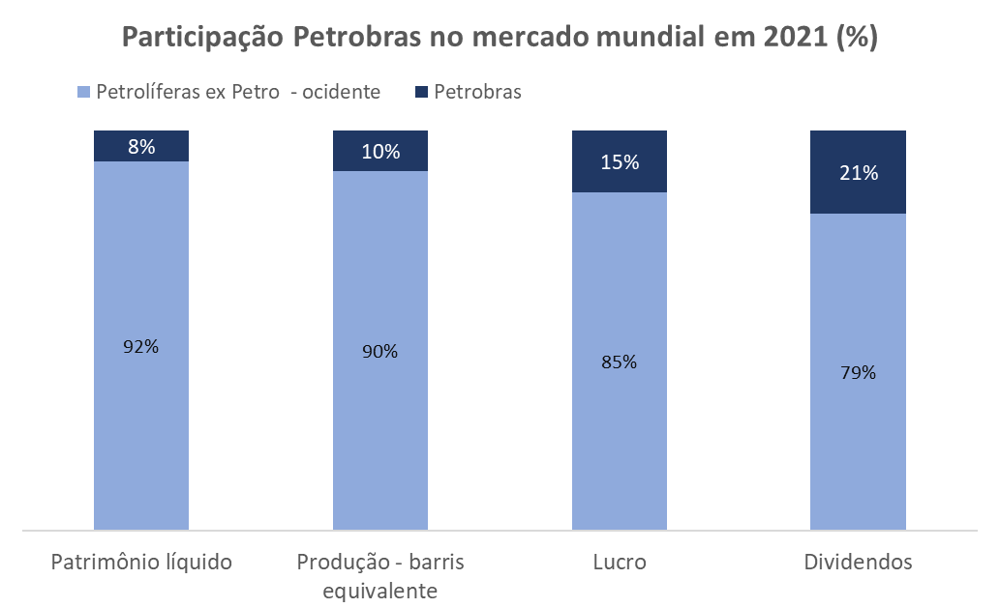 Participação Petrobras no mercado mundial em 2021 (%)
Petrolíferas ex Petro - ocidente Petrobras
8% 10% 15% 21%
92% 90% 85% 79%
Patrimônio líquido Produção - barris Lucro Dividendos
equivalente